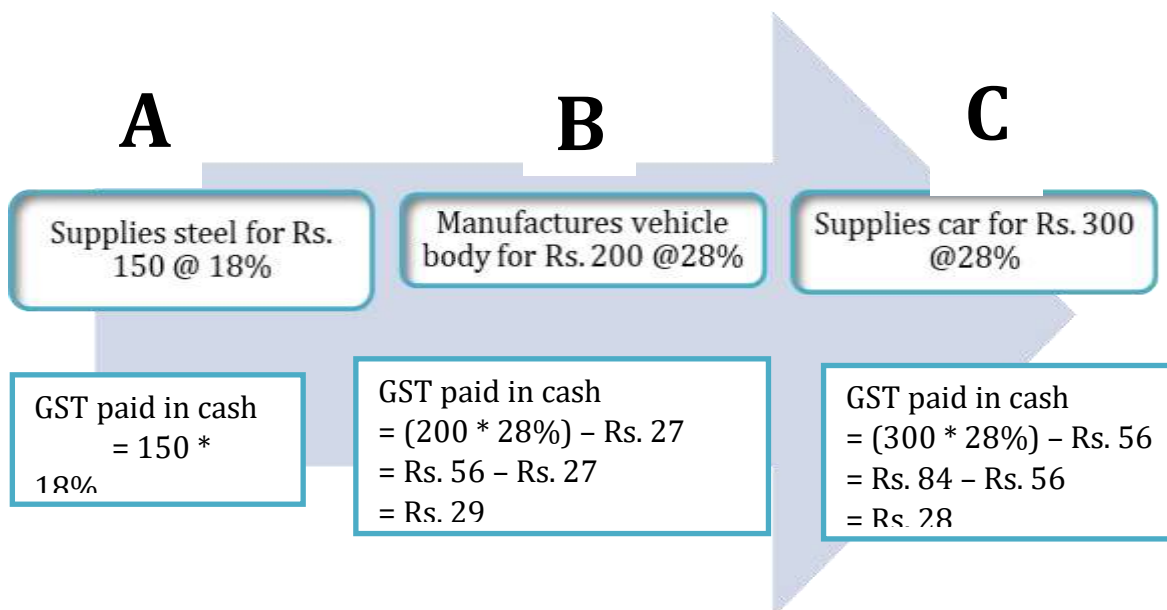 A
B
C
Supplies steel for Rs.
150 @ 18%
Manufactures vehicle
body for Rs. 200 @28%
Supplies car for Rs. 300
@28%
GST paid in cash
= 150 *
18%
GST paid in cash
= (200 * 28%) – Rs. 27
= Rs. 56 – Rs. 27
= Rs. 29
GST paid in cash
= (300 * 28%) – Rs. 56
= Rs. 84 – Rs. 56
= Rs. 28